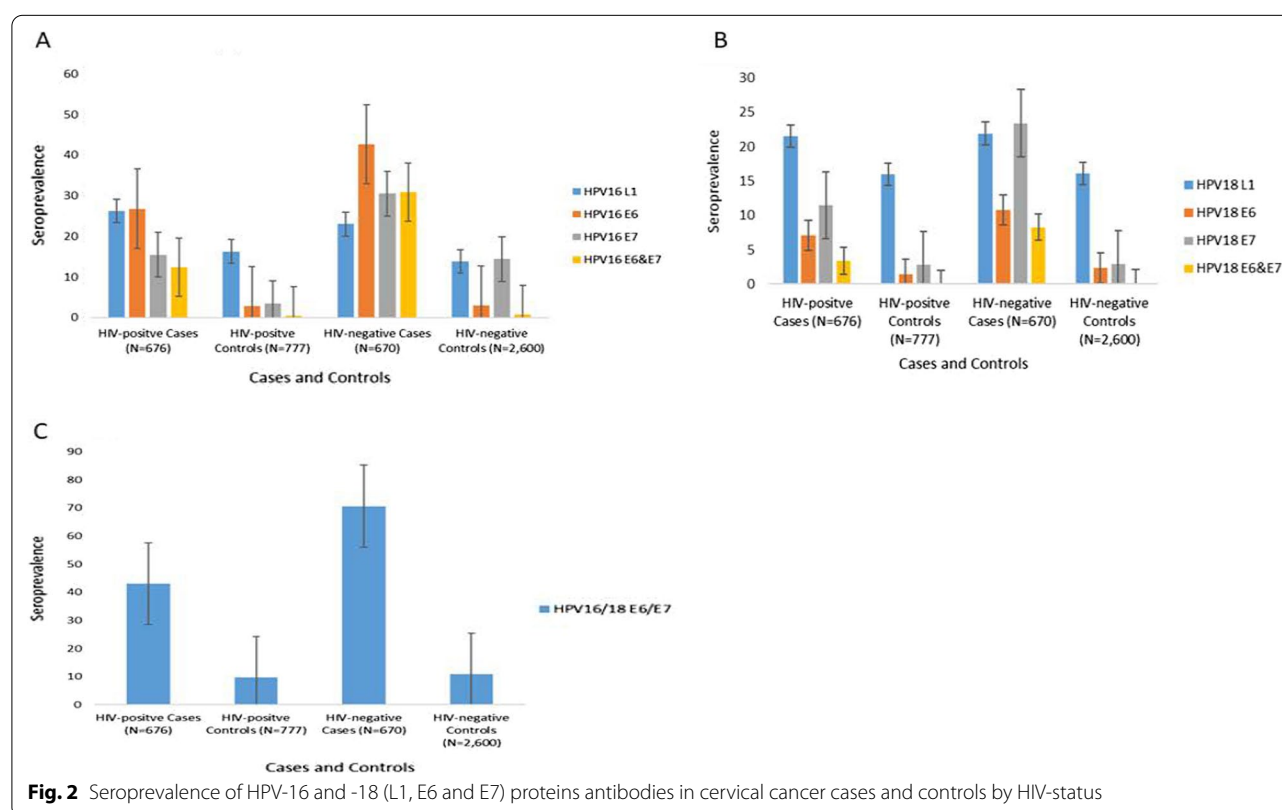 A
60
50
40
30
20
10
0
Seroprevalence
HIV-positve Cases
(N=676)
HIV-positve
Controls (N=777)
HIV-negative Cases
(N=670)
HIV-negative
Controls (N=2,600)
Cases and Controls
HPV16 L1
HPV16 E6
HPV16 E7
HPV16 E6&E7
B
30
25
20
15
10
5
0
Seroprevalence
HIV-positve
Cases (N=676)
HIV-positve
Controls
(N=777)
HIV-negative
Cases (N=670)
HIV-negative
Controls
(N=2,600)
Cases and Controls
HPV18 L1
HPV18 E6
HPV18 E7
HPV18 E6&E7
C
90
80
70
60
50
40
30
20
10
0
Seroprevalence
HIV-positve Cases
(N=676)
HIV-positve
Controls (N=777)
HIV-negative
Cases (N=670)
HIV-negative
Controls
(N=2,600)
Cases and Controls
HPV16/18 E6/E7
Fig. 2 Seroprevalence of HPV-16 and -18 (L1, E6 and E7) proteins antibodies in cervical cancer cases and controls by HIV-status